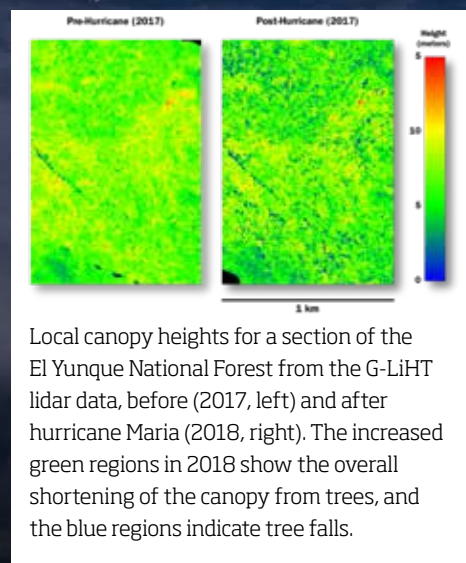 Pre-Hurricane (2017)
Post-Hurricane (2017)
Height
(meters)
5
10
5
0
1 km
Local canopy heights for a section of the
El Yunque National Forest from the G-LiHT
lidar data, before (2017, left) and after
hurricane Maria (2018, right). The increased
green regions in 2018 show the overall
shortening of the canopy from trees, and
the blue regions indicate tree falls.